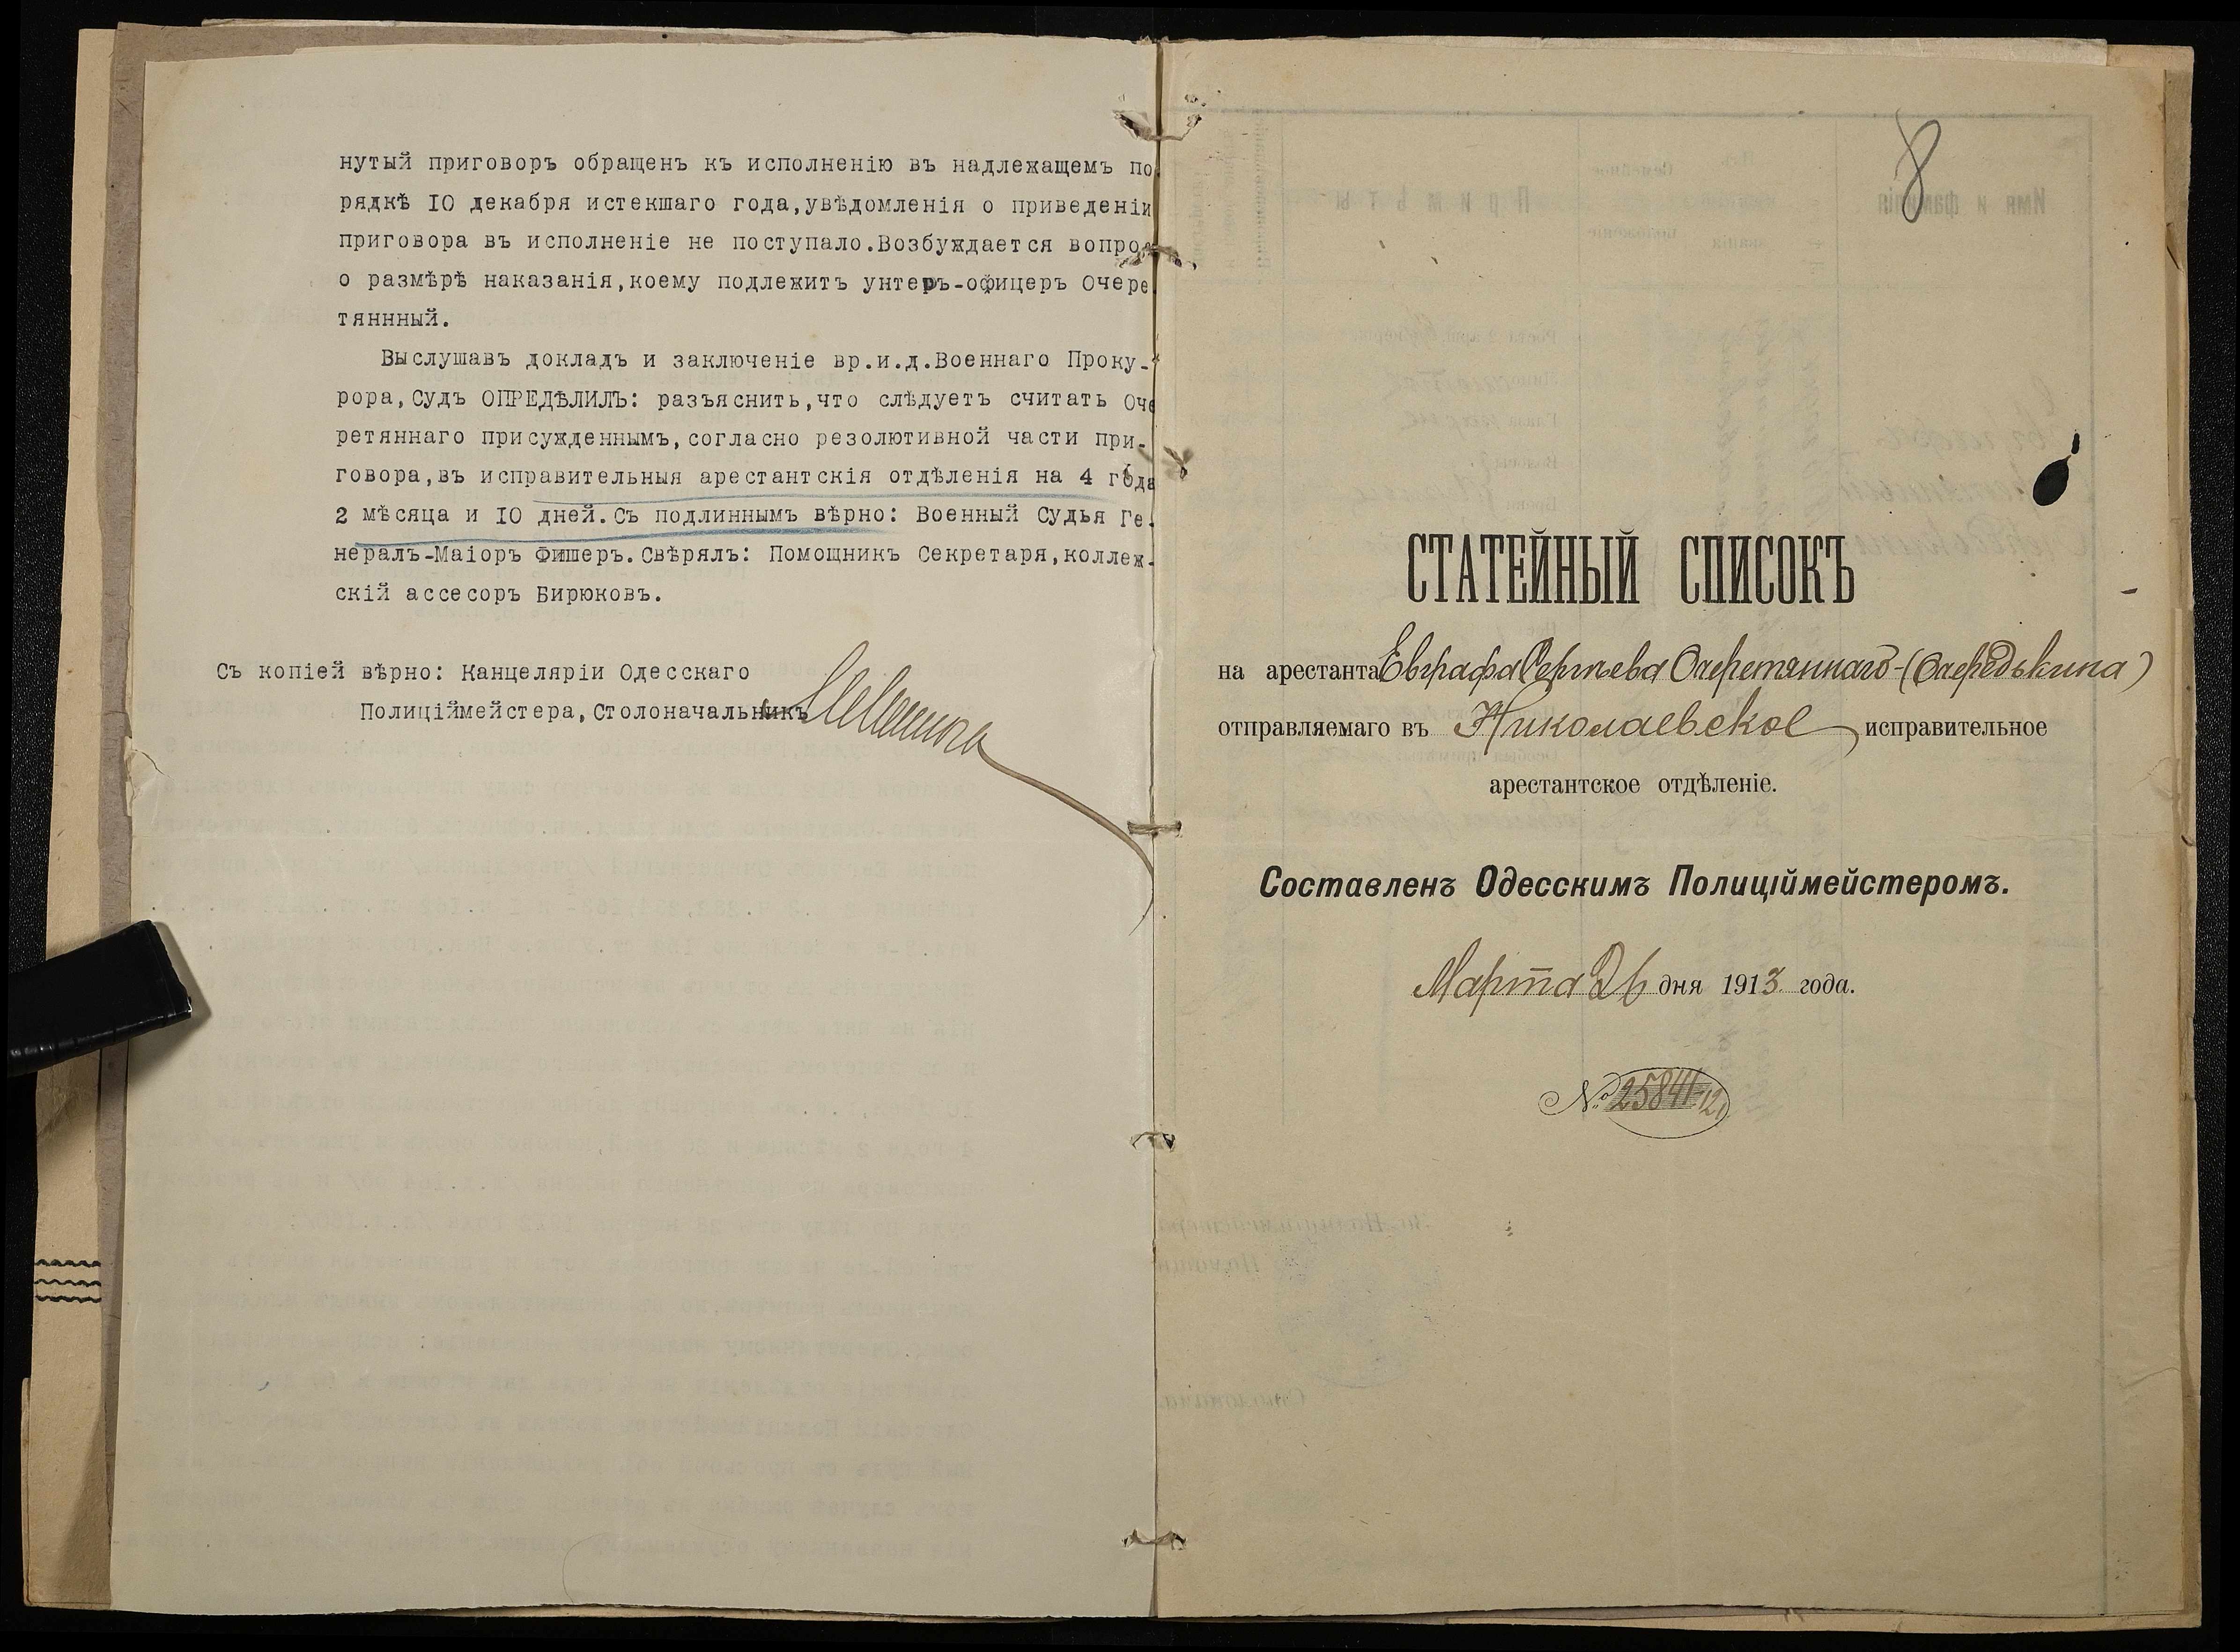 нутый приговоръ обращенъ къ исполненію въ надлежащемъ по
рядкѣ IO декабря истекшаго года,увѣдомленія о приведеніи
приговора въ исполненіе не поступало.Возбуждается вопро
о размѣрѣ наказанія,коему подлежитъ унтеръ-офицеръ Очере
тяннный.
Выслушавъ докладъ и заключеніе вр.и.д.Военнаго Проку-
рора,Судъ ОПРЕДѢЛИЛЪ: разъяснить,что слѣдуетъ считать Оче
ретяннаго присужденнымъ,согласно резолютивной части при-
говора,въ исправительныя арестантскія отдѣленія на 4 года
2 мѣсяца и IO дней.Съ подлиннымъ вѣрно: Военный Судья Ге-
нералъ-Маіоръ Фишеръ.Свѣрялъ: Помощникъ Секретаря,коллеж-
скій ассесоръ Бирюковъ.
Съ копіей вѣрно: Канцеляріи Одесскаго
Полиціймейстера,Столоначальникъ
8
СТАТЕЙНЫЙ СПИСОКЪ
на арестанта Евграфа Сергѣева Очеретяннаго-(Очередькина)
отправляемаго въ Николаевское исправительное
арестантское отдѣленіе.
Составленъ Одесскимъ Полиціймейстеромъ.
Марта 26 дня 1913 года.
№ 25841-12